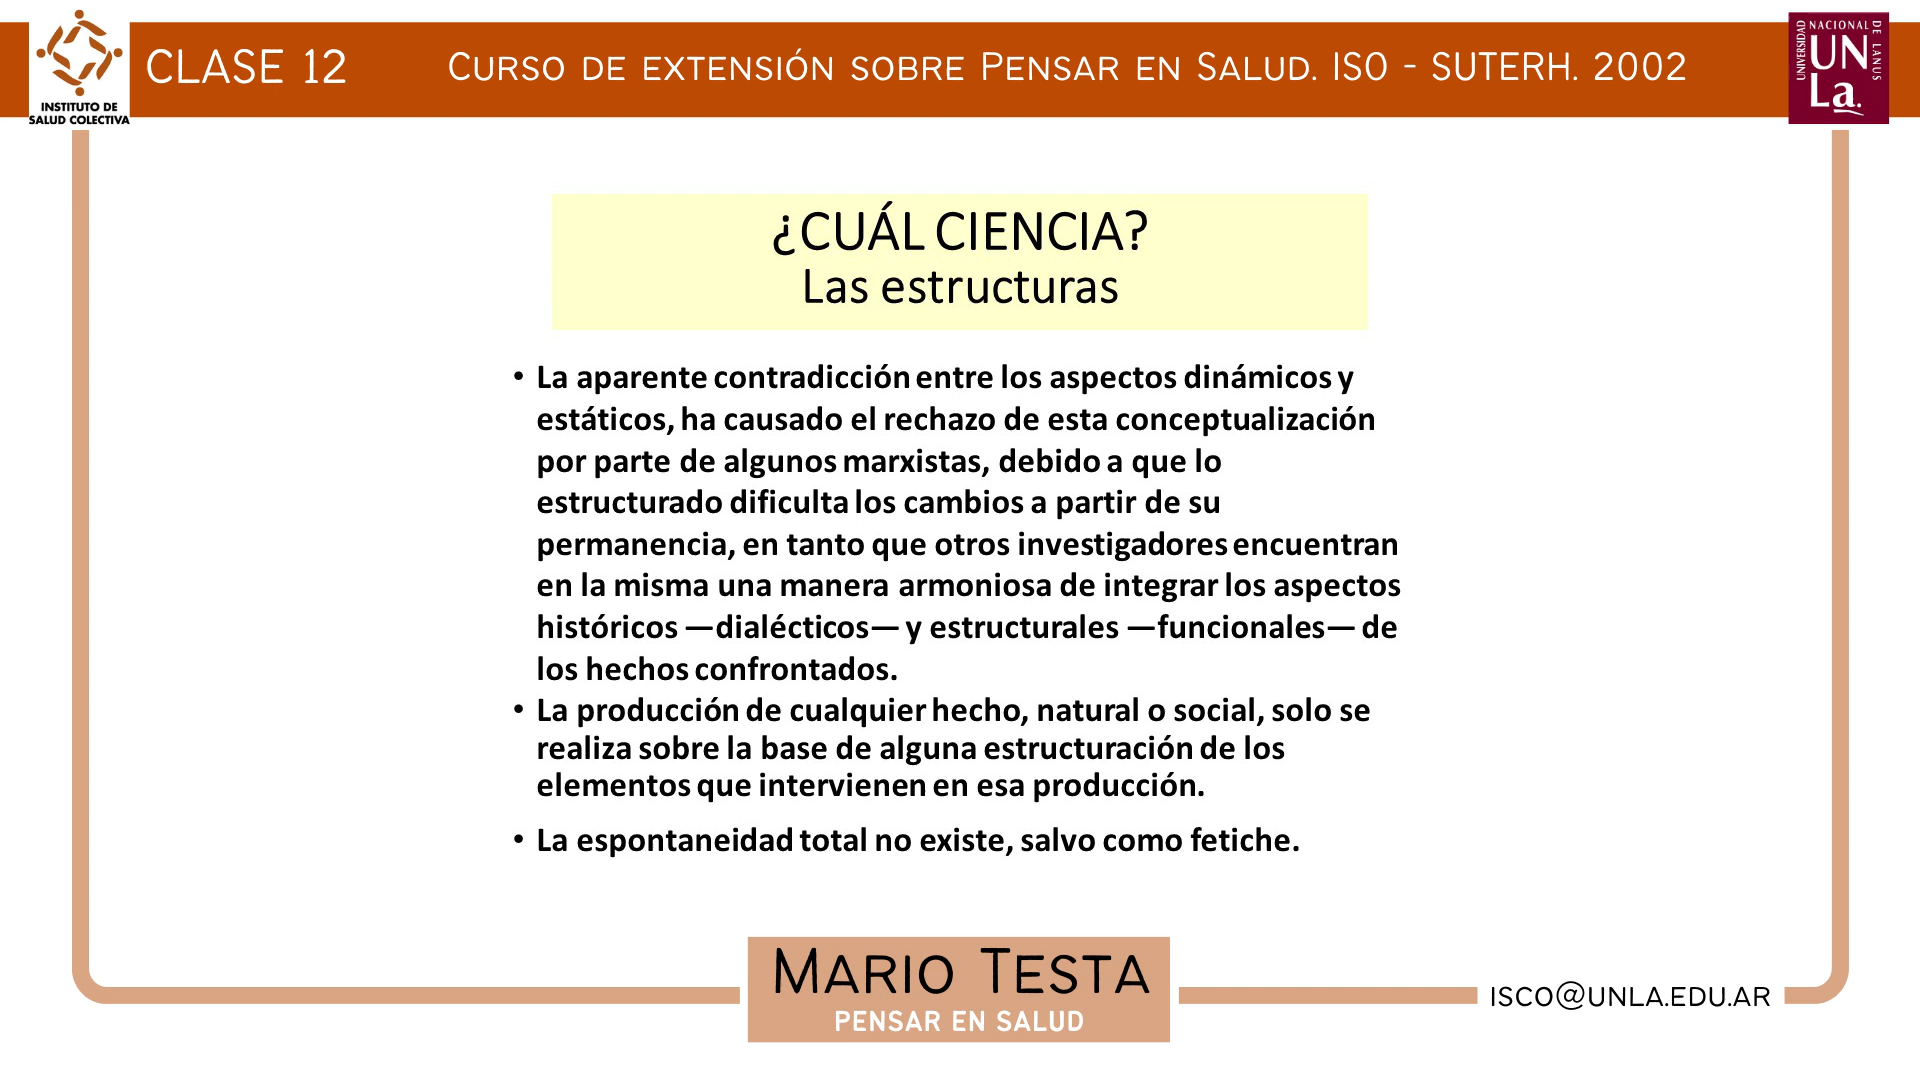 INSTITUTO DE
SALUD COLECTIVA
CLASE 12
CURSO DE EXTENSIÓN SOBRE PENSAR EN SALUD. ISO - SUTERH. 2002
UNIVERSIDAD NACIONAL DE LANUS
UN
La.
¿CUÁL CIENCIA?
Las estructuras
• La aparente contradicción entre los aspectos dinámicos y
estáticos, ha causado el rechazo de esta conceptualización
por parte de algunos marxistas, debido a que lo
estructurado dificulta los cambios a partir de su
permanencia, en tanto que otros investigadores encuentran
en la misma una manera armoniosa de integrar los aspectos
históricos —dialécticos— y estructurales —funcionales— de
los hechos confrontados.
• La producción de cualquier hecho, natural o social, solo se
realiza sobre la base de alguna estructuración de los
elementos que intervienen en esa producción.
• La espontaneidad total no existe, salvo como fetiche.
MARIO TESTA
PENSAR EN SALUD
ISCO@UNLA.EDU.AR